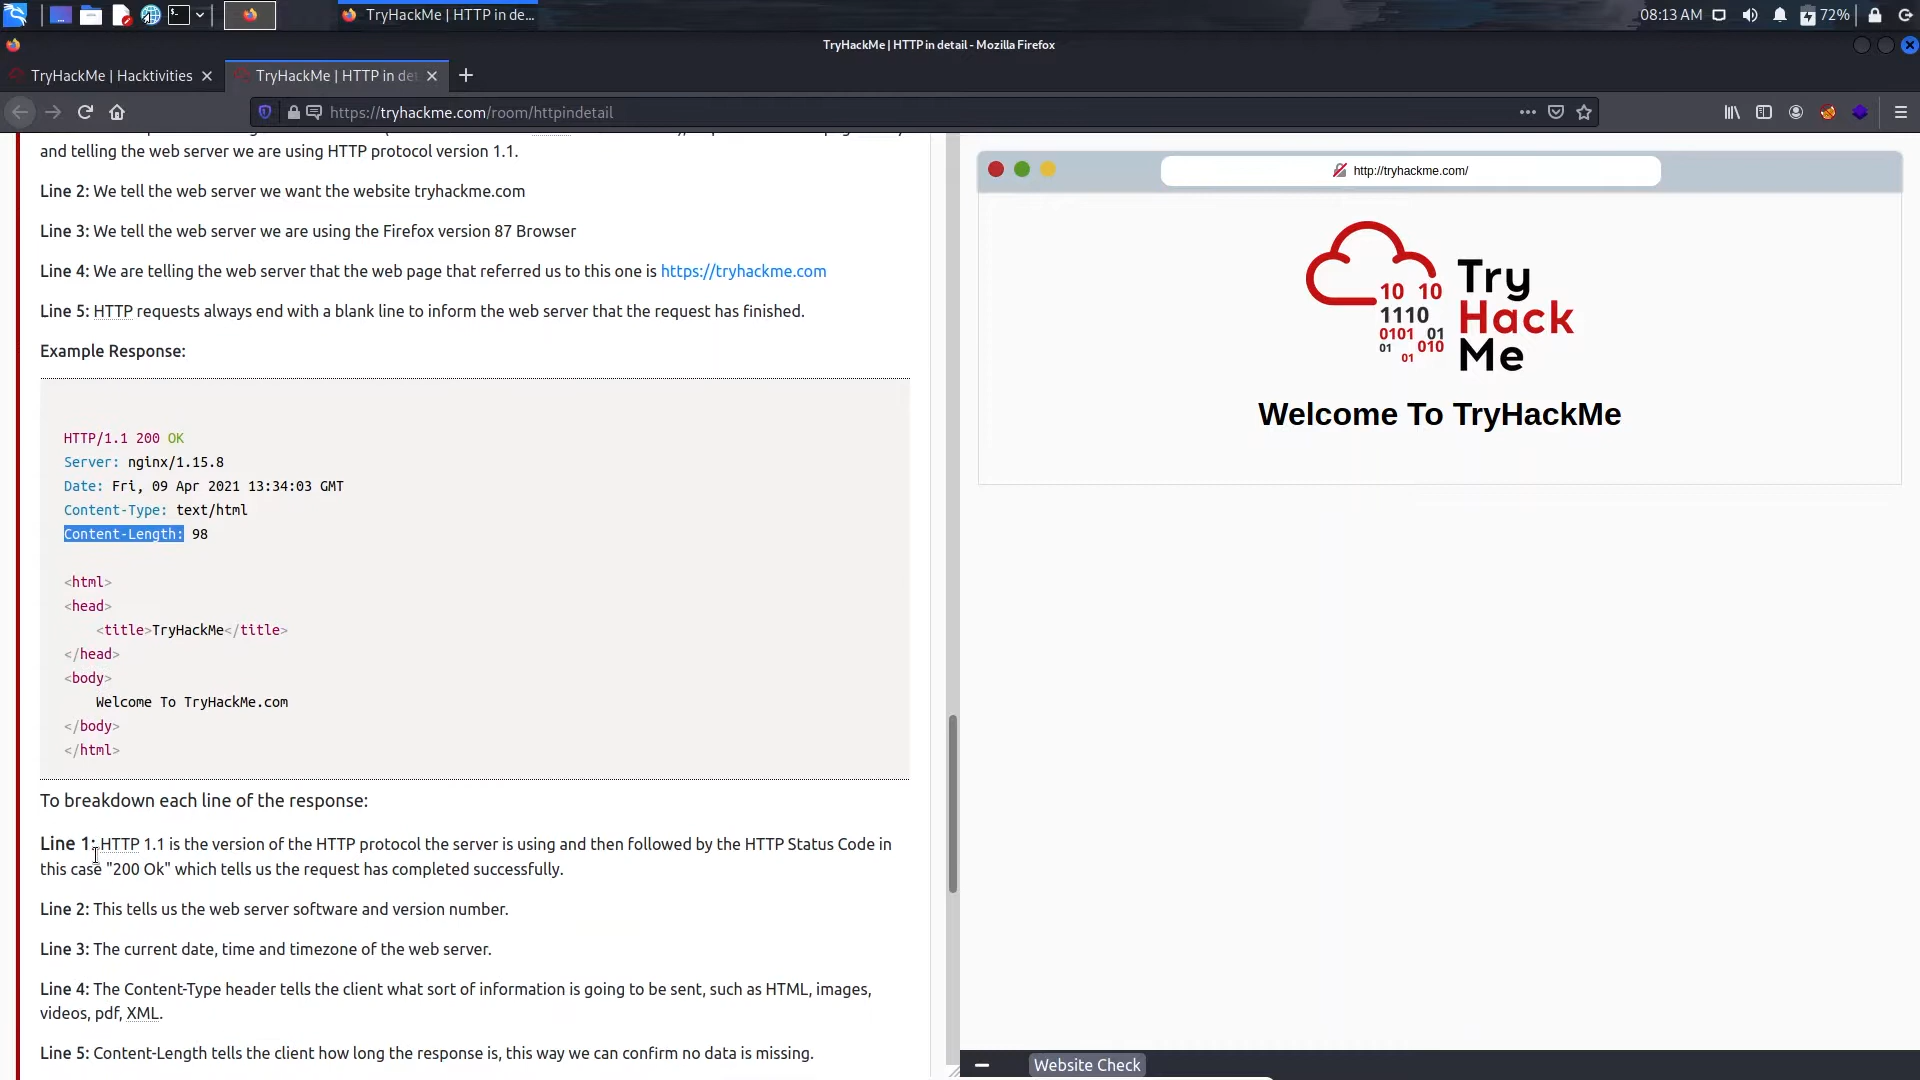 TryHackMe | HTTP in de...
08:13 AM
72%
TryHackMe | HTTP in detail - Mozilla Firefox
TryHackMe | Hacktivities
TryHackMe | HTTP in de
https://tryhackme.com/room/httpindetail
and telling the web server we are using HTTP protocol version 1.1.
Line 2: We tell the web server we want the website tryhackme.com
Line 3: We tell the web server we are using the Firefox version 87 Browser
Line 4: We are telling the web server that the web page that referred us to this one is https://tryhackme.com
Line 5: HTTP requests always end with a blank line to inform the web server that the request has finished.
Example Response:
HTTP/1.1 200 OK
Server: nginx/1.15.8
Date: Fri, 09 Apr 2021 13:34:03 GMT
Content-Type: text/html
Content-Length: 98
<html>
<head>
<title>TryHackMe</title>
</head>
<body>
Welcome To TryHackMe.com
</body>
</html>
To breakdown each line of the response:
Line 1: HTTP 1.1 is the version of the HTTP protocol the server is using and then followed by the HTTP Status Code in
this case "200 Ok" which tells us the request has completed successfully.
Line 2: This tells us the web server software and version number.
Line 3: The current date, time and timezone of the web server.
Line 4: The Content-Type header tells the client what sort of information is going to be sent, such as HTML, images,
videos, pdf, XML.
Line 5: Content-Length tells the client how long the response is, this way we can confirm no data is missing.
http://tryhackme.com/
Try
10 10
1110
Hack
0101 01
01 010
Me
01
Welcome To TryHackMe
Website Check